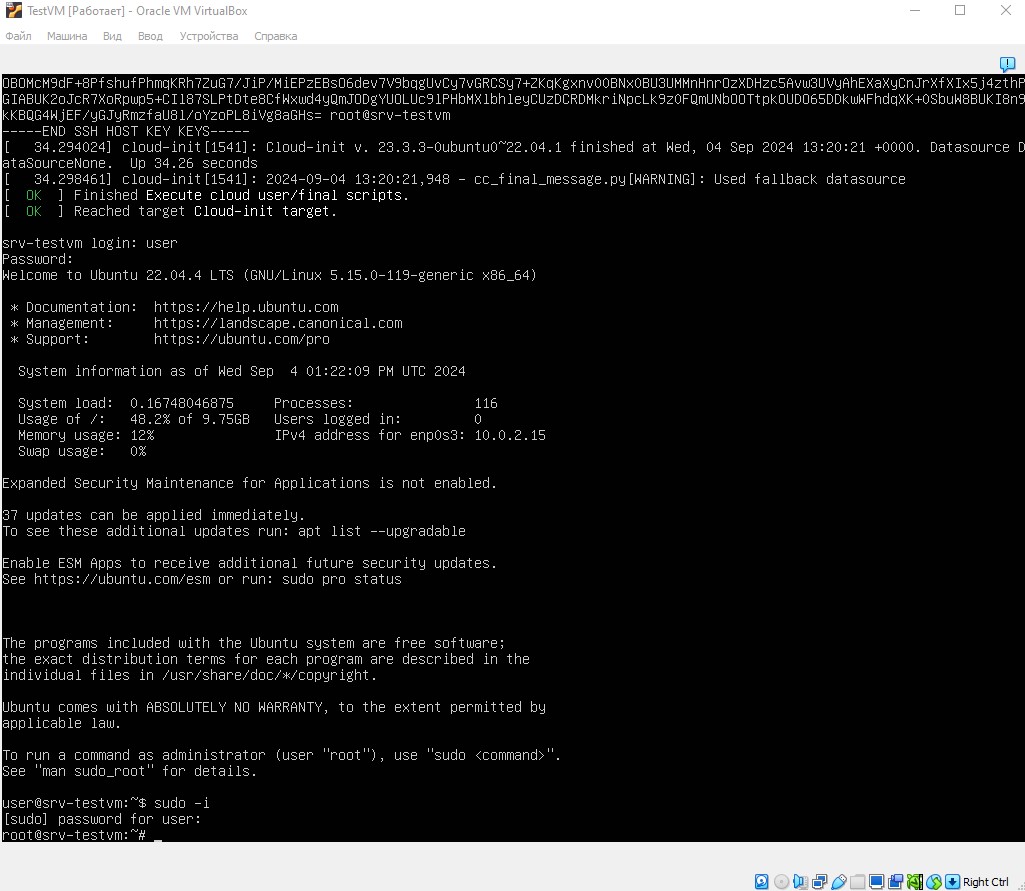 TestVM [Работает] - Oracle VM VirtualBox
Файл Машина Вид Ввод Устройства Справка
-----END SSH HOST KEY KEYS-----
[   34.294024] cloud-init[1541]: Cloud-init v. 23.3.3-0ubuntu0~22.04.1 finished at Wed, 04 Sep 2024 13:20:21 +0000. Datasource D
ataSourceNone.  Up 34.26 seconds
[   34.298461] cloud-init[1541]: 2024-09-04 13:20:21,948 - cc_final_message.py[WARNING]: Used fallback datasource
[  OK  ] Finished Execute cloud user/final scripts.
[  OK  ] Reached target Cloud-init target.
srv-testvm login: user
Password:
Welcome to Ubuntu 22.04.4 LTS (GNU/Linux 5.15.0-119-generic x86_64)
 * Documentation:  https://help.ubuntu.com
 * Management:     https://landscape.canonical.com
 * Support:        https://ubuntu.com/pro
  System information as of Wed Sep  4 01:22:09 PM UTC 2024
  System load:  0.16748046875     Processes:               116
  Usage of /:   48.2% of 9.75GB   Users logged in:         0
  Memory usage: 12%               IPv4 address for enp0s3: 10.0.2.15
  Swap usage:   0%
Expanded Security Maintenance for Applications is not enabled.
37 updates can be applied immediately.
To see these additional updates run: apt list --upgradable
Enable ESM Apps to receive additional future security updates.
See https://ubuntu.com/esm or run: sudo pro status
The programs included with the Ubuntu system are free software;
the exact distribution terms for each program are described in the
individual files in /usr/share/doc/*/copyright.
Ubuntu comes with ABSOLUTELY NO WARRANTY, to the extent permitted by
applicable law.
To run a command as administrator (user "root"), use "sudo <command>".
See "man sudo_root" for details.
user@srv-testvm:~$ sudo -i
[sudo] password for user:
root@srv-testvm:~# _
Right Ctrl